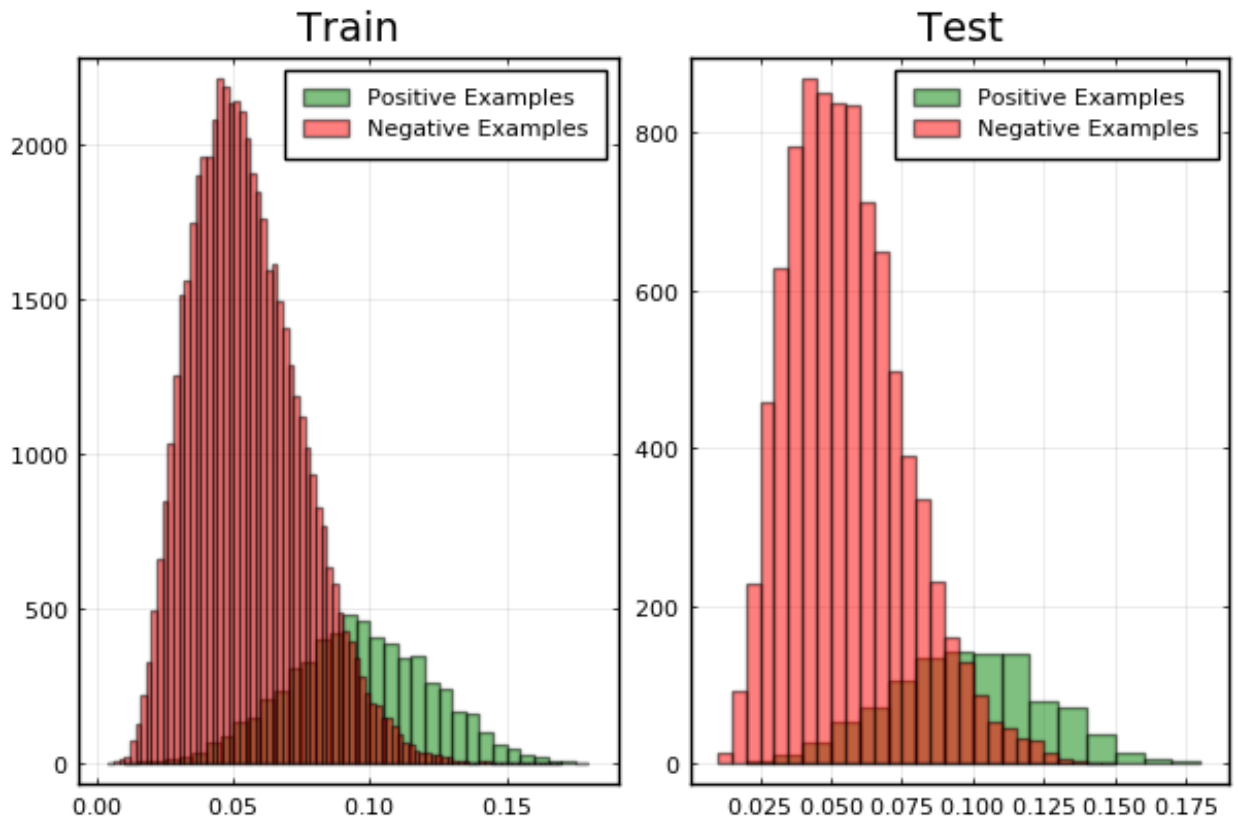 Train
Positive Examples
Negative Examples
2000
1500
1000
500
0
0.00 0.05 0.10 0.15
Test
Positive Examples
Negative Examples
800
600
400
200
0
0.025 0.050 0.075 0.100 0.125 0.150 0.175